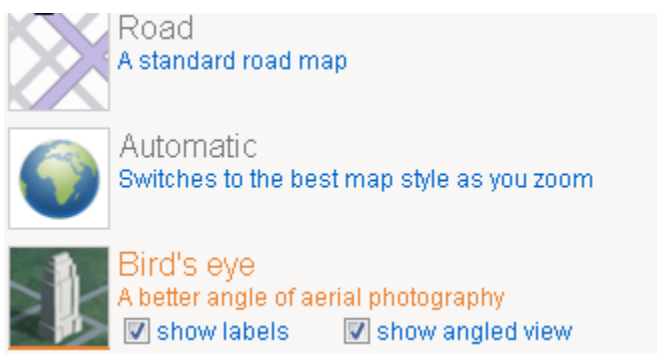 Road
A standard road map
Automatic
Switches to the best map style as you zoom
Bird's eye
A better angle of aerial photography
show labels show angled view